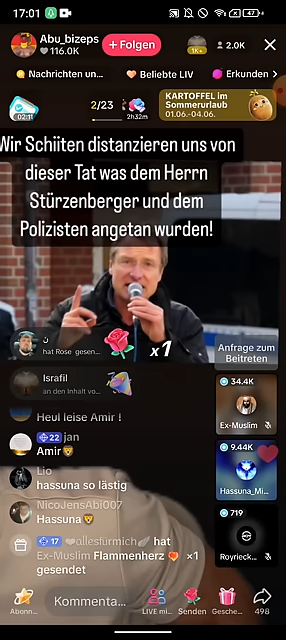 17:01
47
Abu_bizeps
116.0K
+ Folgen
1K+
2.0K
Nachrichten un...
Beliebte LIV
Erkunden
02:11
2/23
2h32m
KARTOFFEL im
Sommerurlaub
01.06.-04.06.
Wir Schiiten distanzieren uns von
dieser Tat was dem Herrn
Stürzenberger und dem
Polizisten angetan wurden!
hat Rose gesen...
x1
Anfrage zum
Beitreten
Israfil
an den Inhalt vo...
34.4K
Ex-Muslim
Heul leise Amir !
22 jan
Amir
9.44K
Hassuna_Mi...
Lio
hassuna so lästig
NicoJensAbi007
Hassuna
719
Royrieck...
17 allesfürmich hat
Ex-Muslim Flammenherz x1
gesendet
Abonn...
Kommenta...
LIVE mi...
Senden
Gesche...
498